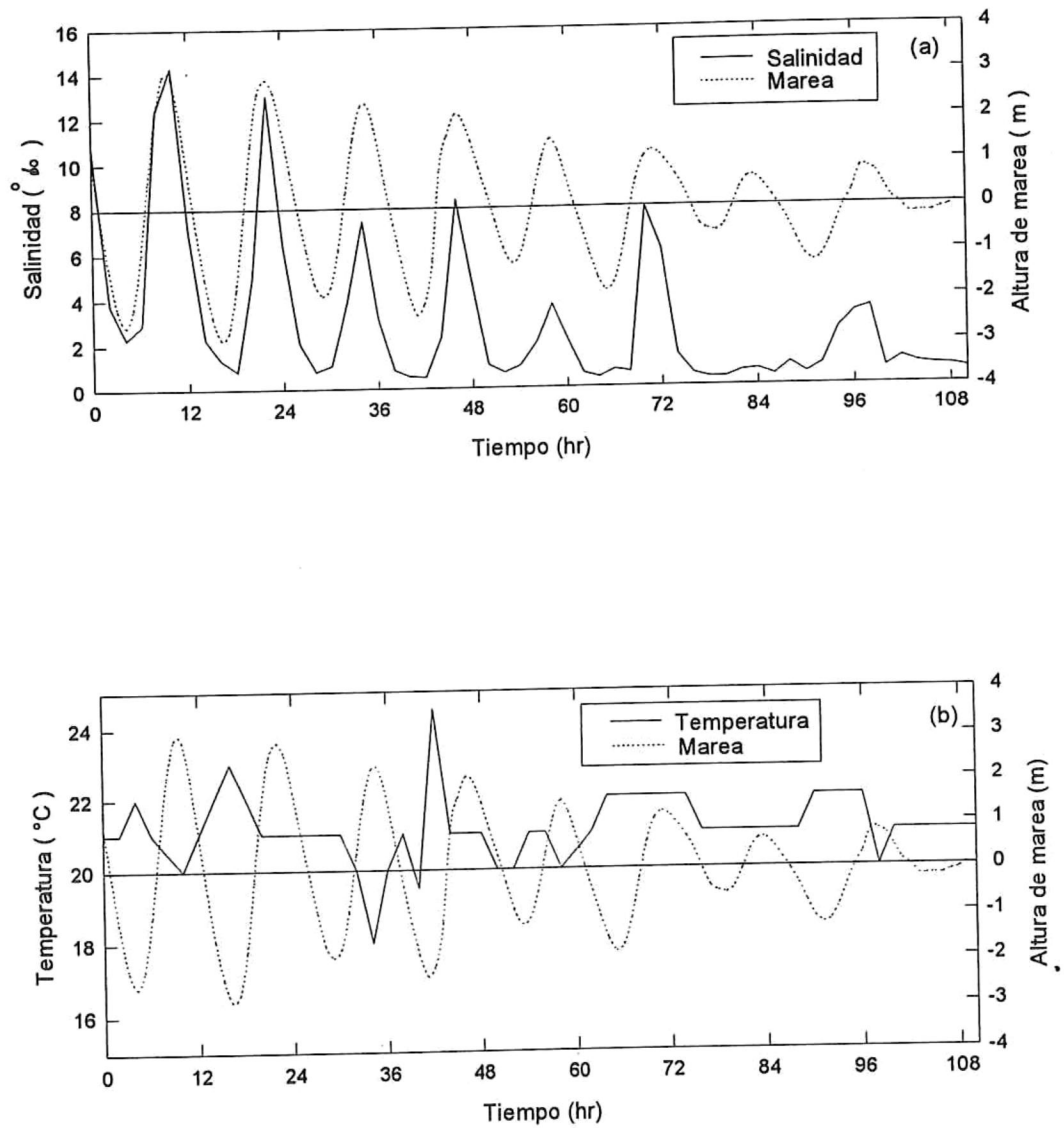 (a)
Salinidad
Marea
16
14
12
10
8
6
4
2
0
4
3
2
1
0
-1
-2
-3
-4
Salinidad (‰)
Altura de marea ( m )
0 12 24 36 48 60 72 84 96 108
Tiempo (hr)
(b)
Temperatura
Marea
24
22
20
18
16
4
3
2
1
0
-1
-2
-3
-4
Temperatura ( °C )
Altura de marea (m)
0 12 24 36 48 60 72 84 96 108
Tiempo (hr)